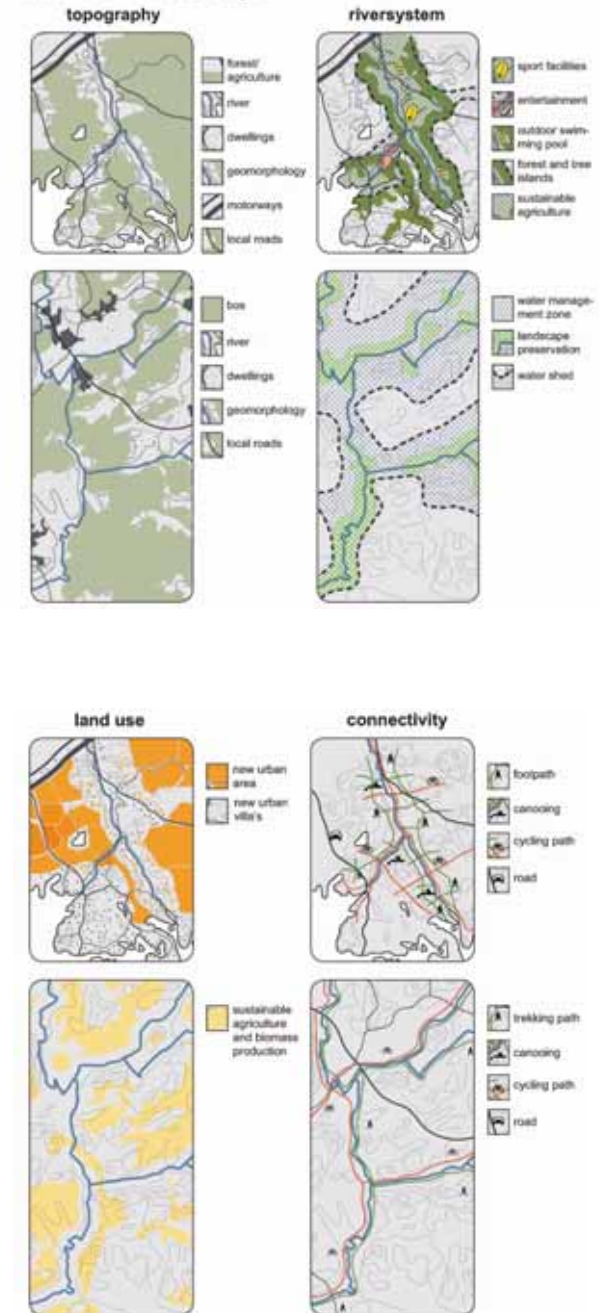 topography
forest/
agriculture
river
dwellings
geomorphology
motorways
local roads
riversystem
sport facilities
entertainment
outdoor swim-
ming pool
forest and tree
islands
sustainable
agriculture
bos
river
dwellings
geomorphology
local roads
water manage-
ment zone
landscape
preservation
water shed
land use
new urban
area
new urban
villa's
connectivity
footpath
canooing
cycling path
road
sustainable
agriculture
and biomass
production
trekking path
canooing
cycling path
road